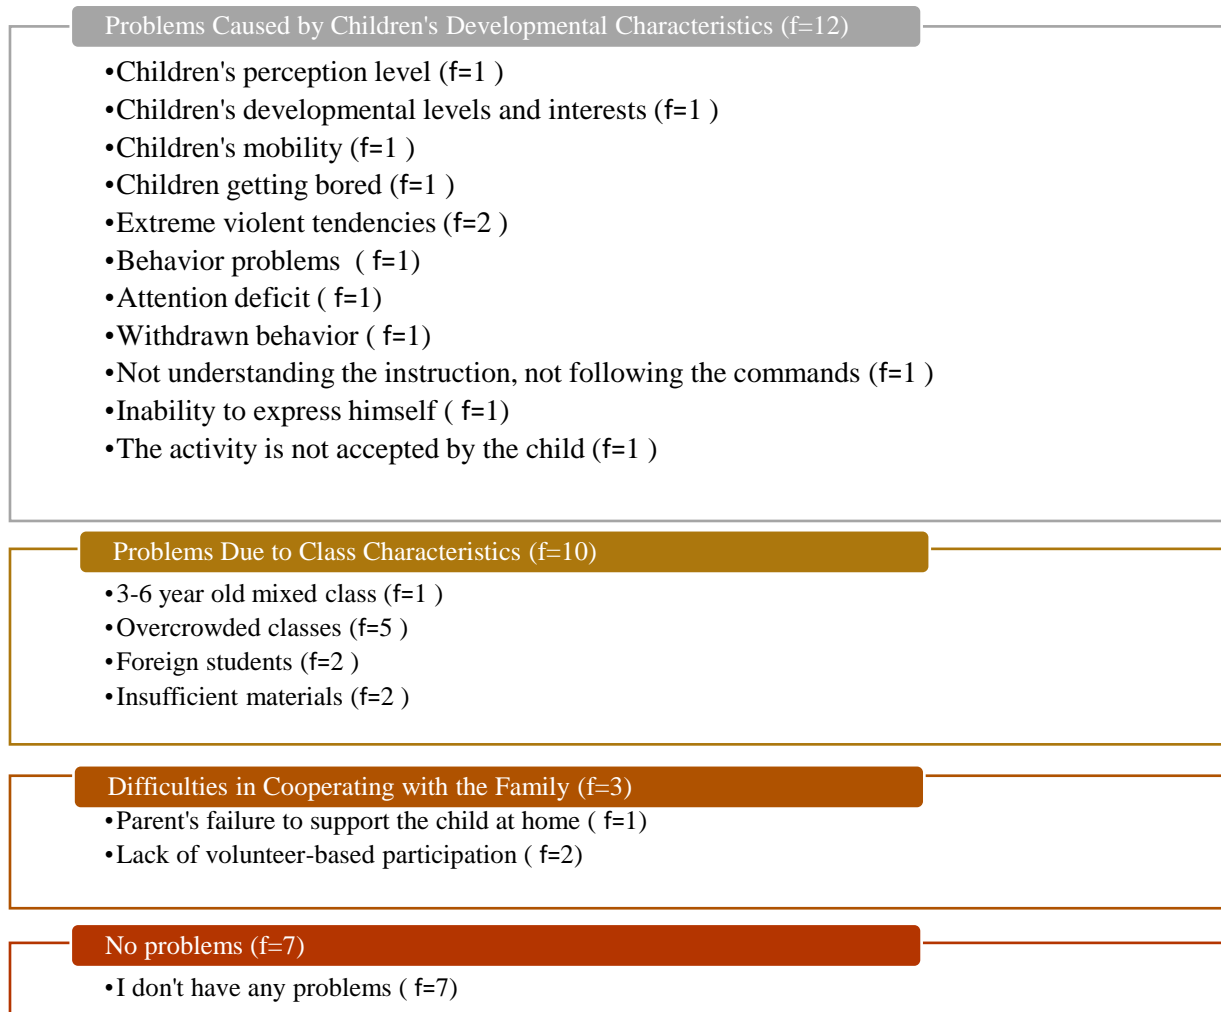 Problems Caused by Children's Developmental Characteristics (f=12)
•Children's perception level (f=1 )
•Children's developmental levels and interests (f=1 )
•Children's mobility (f=1 )
•Children getting bored (f=1 )
•Extreme violent tendencies (f=2 )
•Behavior problems  ( f=1)
•Attention deficit ( f=1)
•Withdrawn behavior ( f=1)
•Not understanding the instruction, not following the commands (f=1 )
•Inability to express himself ( f=1)
•The activity is not accepted by the child (f=1 )
Problems Due to Class Characteristics (f=10)
•3-6 year old mixed class (f=1 )
•Overcrowded classes (f=5 )
•Foreign students (f=2 )
•Insufficient materials (f=2 )
Difficulties in Cooperating with the Family (f=3)
•Parent's failure to support the child at home ( f=1)
•Lack of volunteer-based participation ( f=2)
No problems (f=7)
•I don't have any problems ( f=7)